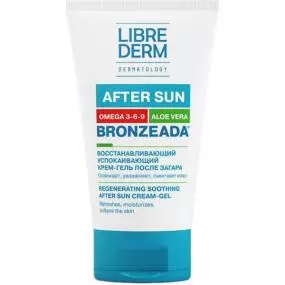 LIBRE
DERM
DERMATOLOGY
AFTER SUN
OMEGA 3-6-9 ALOE VERA
BRONZEADA®
ВОССТАНАВЛИВАЮЩИЙ
УСПОКАИВАЮЩИЙ
КРЕМ-ГЕЛЬ ПОСЛЕ ЗАГАРА
Освежает, увлажняет, смягчает кожу
REGENERATING SOOTHING
AFTER SUN CREAM-GEL
Refreshes, moisturizes,
softens the skin